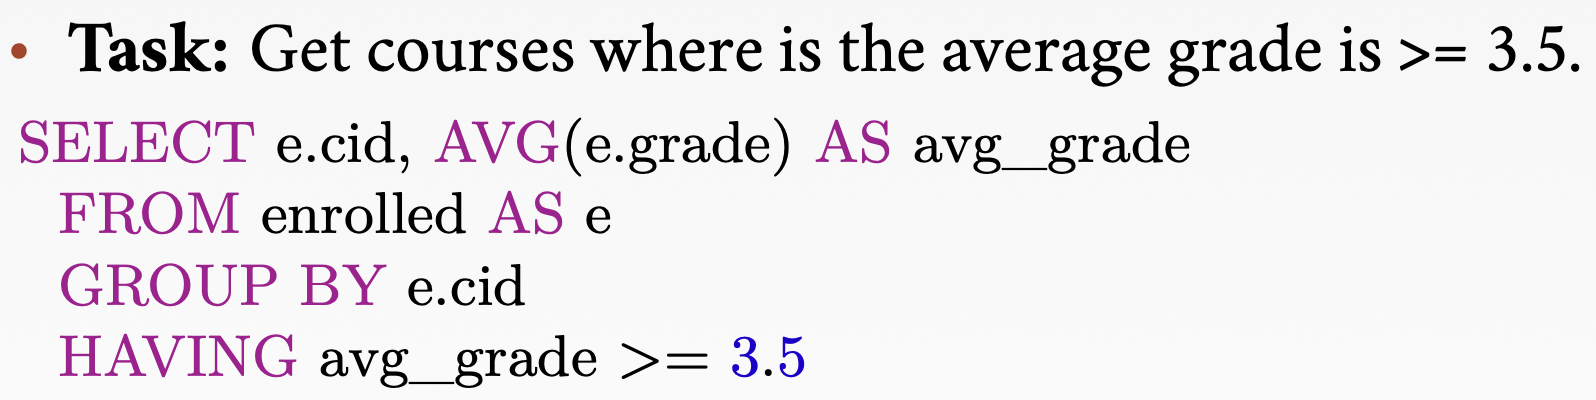 • Task: Get courses where is the average grade is >= 3.5.
SELECT e.cid, AVG(e.grade) AS avg_grade
FROM enrolled AS e
GROUP BY e.cid
HAVING avg_grade >= 3.5